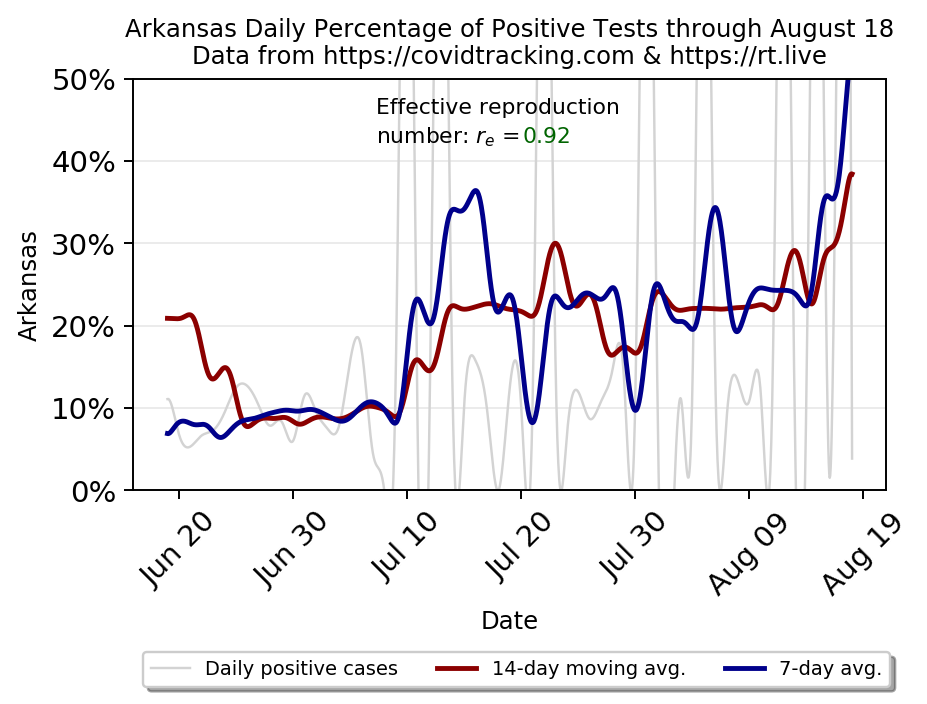 Arkansas Daily Percentage of Positive Tests through August 18
Data from https://covidtracking.com & https://rt.live
50%
40%
30%
20%
10%
0%
Arkansas
Effective reproduction
number: rₑ =0.92
Jun 20
Jun 30
Jul 10
Jul 20
Jul 30
Aug 09
Aug 19
Date
Daily positive cases
14-day moving avg.
7-day avg.